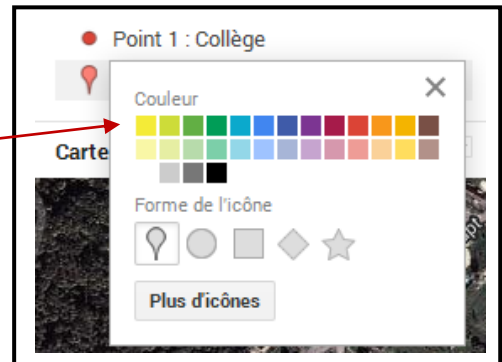 Point 1 : Collège
Couleur
Carte
Forme de l'icône
Plus d'icônes